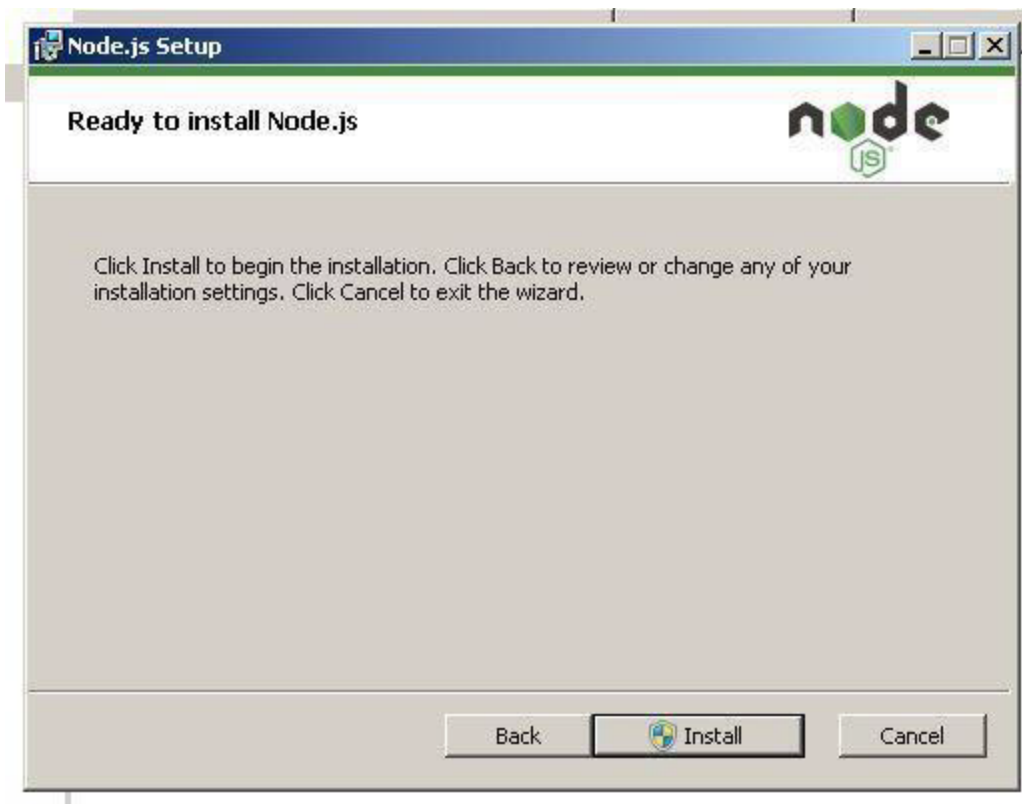 Node.js Setup
Ready to install Node.js
node
JS
Click Install to begin the installation. Click Back to review or change any of your
installation settings. Click Cancel to exit the wizard.
Back
Install
Cancel